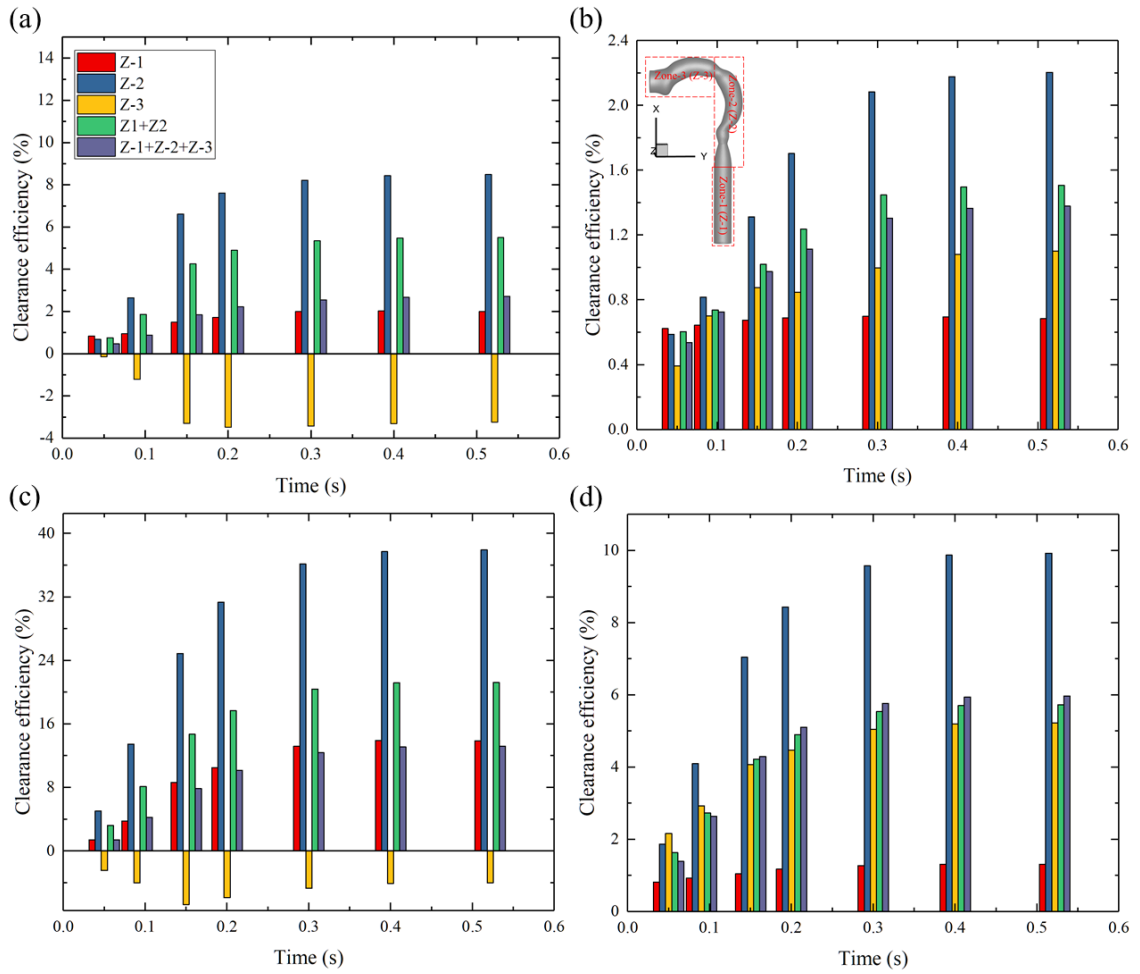 (a)
15
14
12
10
8
6
4
2
0
-2
-4
Clearance efficiency (%)
Z-1
Z-2
Z-3
Z1+Z2
Z-1+Z-2+Z-3
0.0 0.1 0.2 0.3 0.4 0.5 0.6
Time (s)
(b)
2.4
2.0
1.6
1.2
0.8
0.4
0.0
Clearance efficiency (%)
Zone-3 (Z-3)
Zone-2 (Z-2)
Zone-1 (Z-1)
X
Z
Y
0.0 0.1 0.2 0.3 0.4 0.5 0.6
Time (s)
(c)
40
32
24
16
8
0
Clearance efficiency (%)
0.0 0.1 0.2 0.3 0.4 0.5 0.6
Time (s)
(d)
10
8
6
4
2
0
Clearance efficiency (%)
0.0 0.1 0.2 0.3 0.4 0.5 0.6
Time (s)